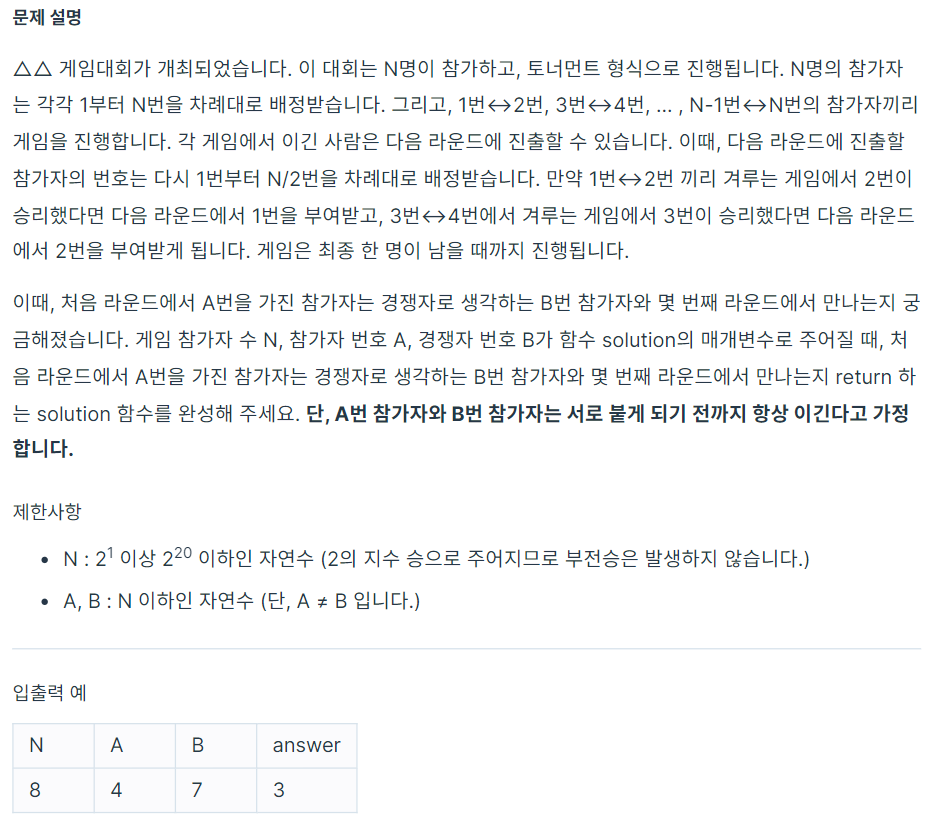 문제 설명
△△ 게임대회가 개최되었습니다. 이 대회는 N명이 참가하고, 토너먼트 형식으로 진행됩니다. N명의 참가자
는 각각 1부터 N번을 차례대로 배정받습니다. 그리고, 1번↔2번, 3번↔4번, ... , N-1번↔N번의 참가자끼리
게임을 진행합니다. 각 게임에서 이긴 사람은 다음 라운드에 진출할 수 있습니다. 이때, 다음 라운드에 진출할
참가자의 번호는 다시 1번부터 N/2번을 차례대로 배정받습니다. 만약 1번↔2번 끼리 겨루는 게임에서 2번이
승리했다면 다음 라운드에서 1번을 부여받고, 3번↔4번에서 겨루는 게임에서 3번이 승리했다면 다음 라운드
에서 2번을 부여받게 됩니다. 게임은 최종 한 명이 남을 때까지 진행됩니다.
이때, 처음 라운드에서 A번을 가진 참가자는 경쟁자로 생각하는 B번 참가자와 몇 번째 라운드에서 만나는지 궁
금해졌습니다. 게임 참가자 수 N, 참가자 번호 A, 경쟁자 번호 B가 함수 solution의 매개변수로 주어질 때, 처
음 라운드에서 A번을 가진 참가자는 경쟁자로 생각하는 B번 참가자와 몇 번째 라운드에서 만나는지 return 하
는 solution 함수를 완성해 주세요. 단, A번 참가자와 B번 참가자는 서로 붙게 되기 전까지 항상 이긴다고 가정
합니다.
제한사항
• N : 2¹ 이상 2²⁰ 이하인 자연수 (2의 지수 승으로 주어지므로 부전승은 발생하지 않습니다.)
• A, B : N 이하인 자연수 (단, A ≠ B 입니다.)
입출력 예
N A B answer
8 4 7 3